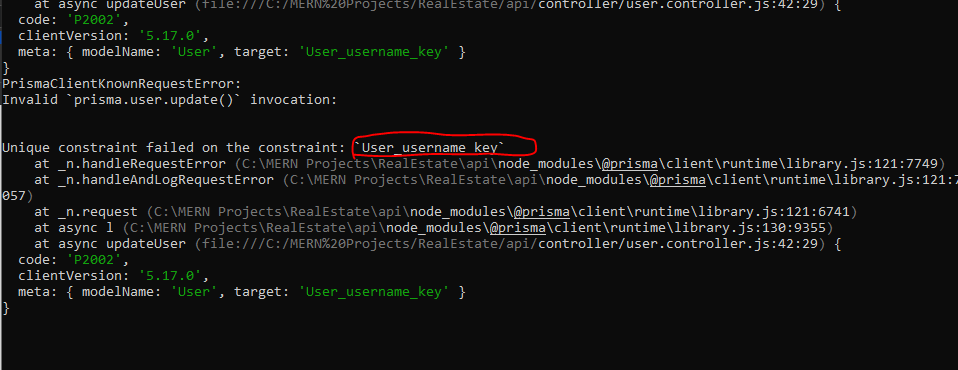 at async updateUser (file:///C:/MERN%20Projects/RealEstate/api/controller/user.controller.js:42:29) {
  code: 'P2002',
  clientVersion: '5.17.0',
  meta: { modelName: 'User', target: 'User_username_key' }
}
PrismaClientKnownRequestError:
Invalid `prisma.user.update()` invocation:


Unique constraint failed on the constraint: `User_username_key`
    at _n.handleRequestError (C:\MERN Projects\RealEstate\api\node_modules\@prisma\client\runtime\library.js:121:7749)
    at _n.handleAndLogRequestError (C:\MERN Projects\RealEstate\api\node_modules\@prisma\client\runtime\library.js:121:7
057)
    at _n.request (C:\MERN Projects\RealEstate\api\node_modules\@prisma\client\runtime\library.js:121:6741)
    at async l (C:\MERN Projects\RealEstate\api\node_modules\@prisma\client\runtime\library.js:130:9355)
    at async updateUser (file:///C:/MERN%20Projects/RealEstate/api/controller/user.controller.js:42:29) {
  code: 'P2002',
  clientVersion: '5.17.0',
  meta: { modelName: 'User', target: 'User_username_key' }
}